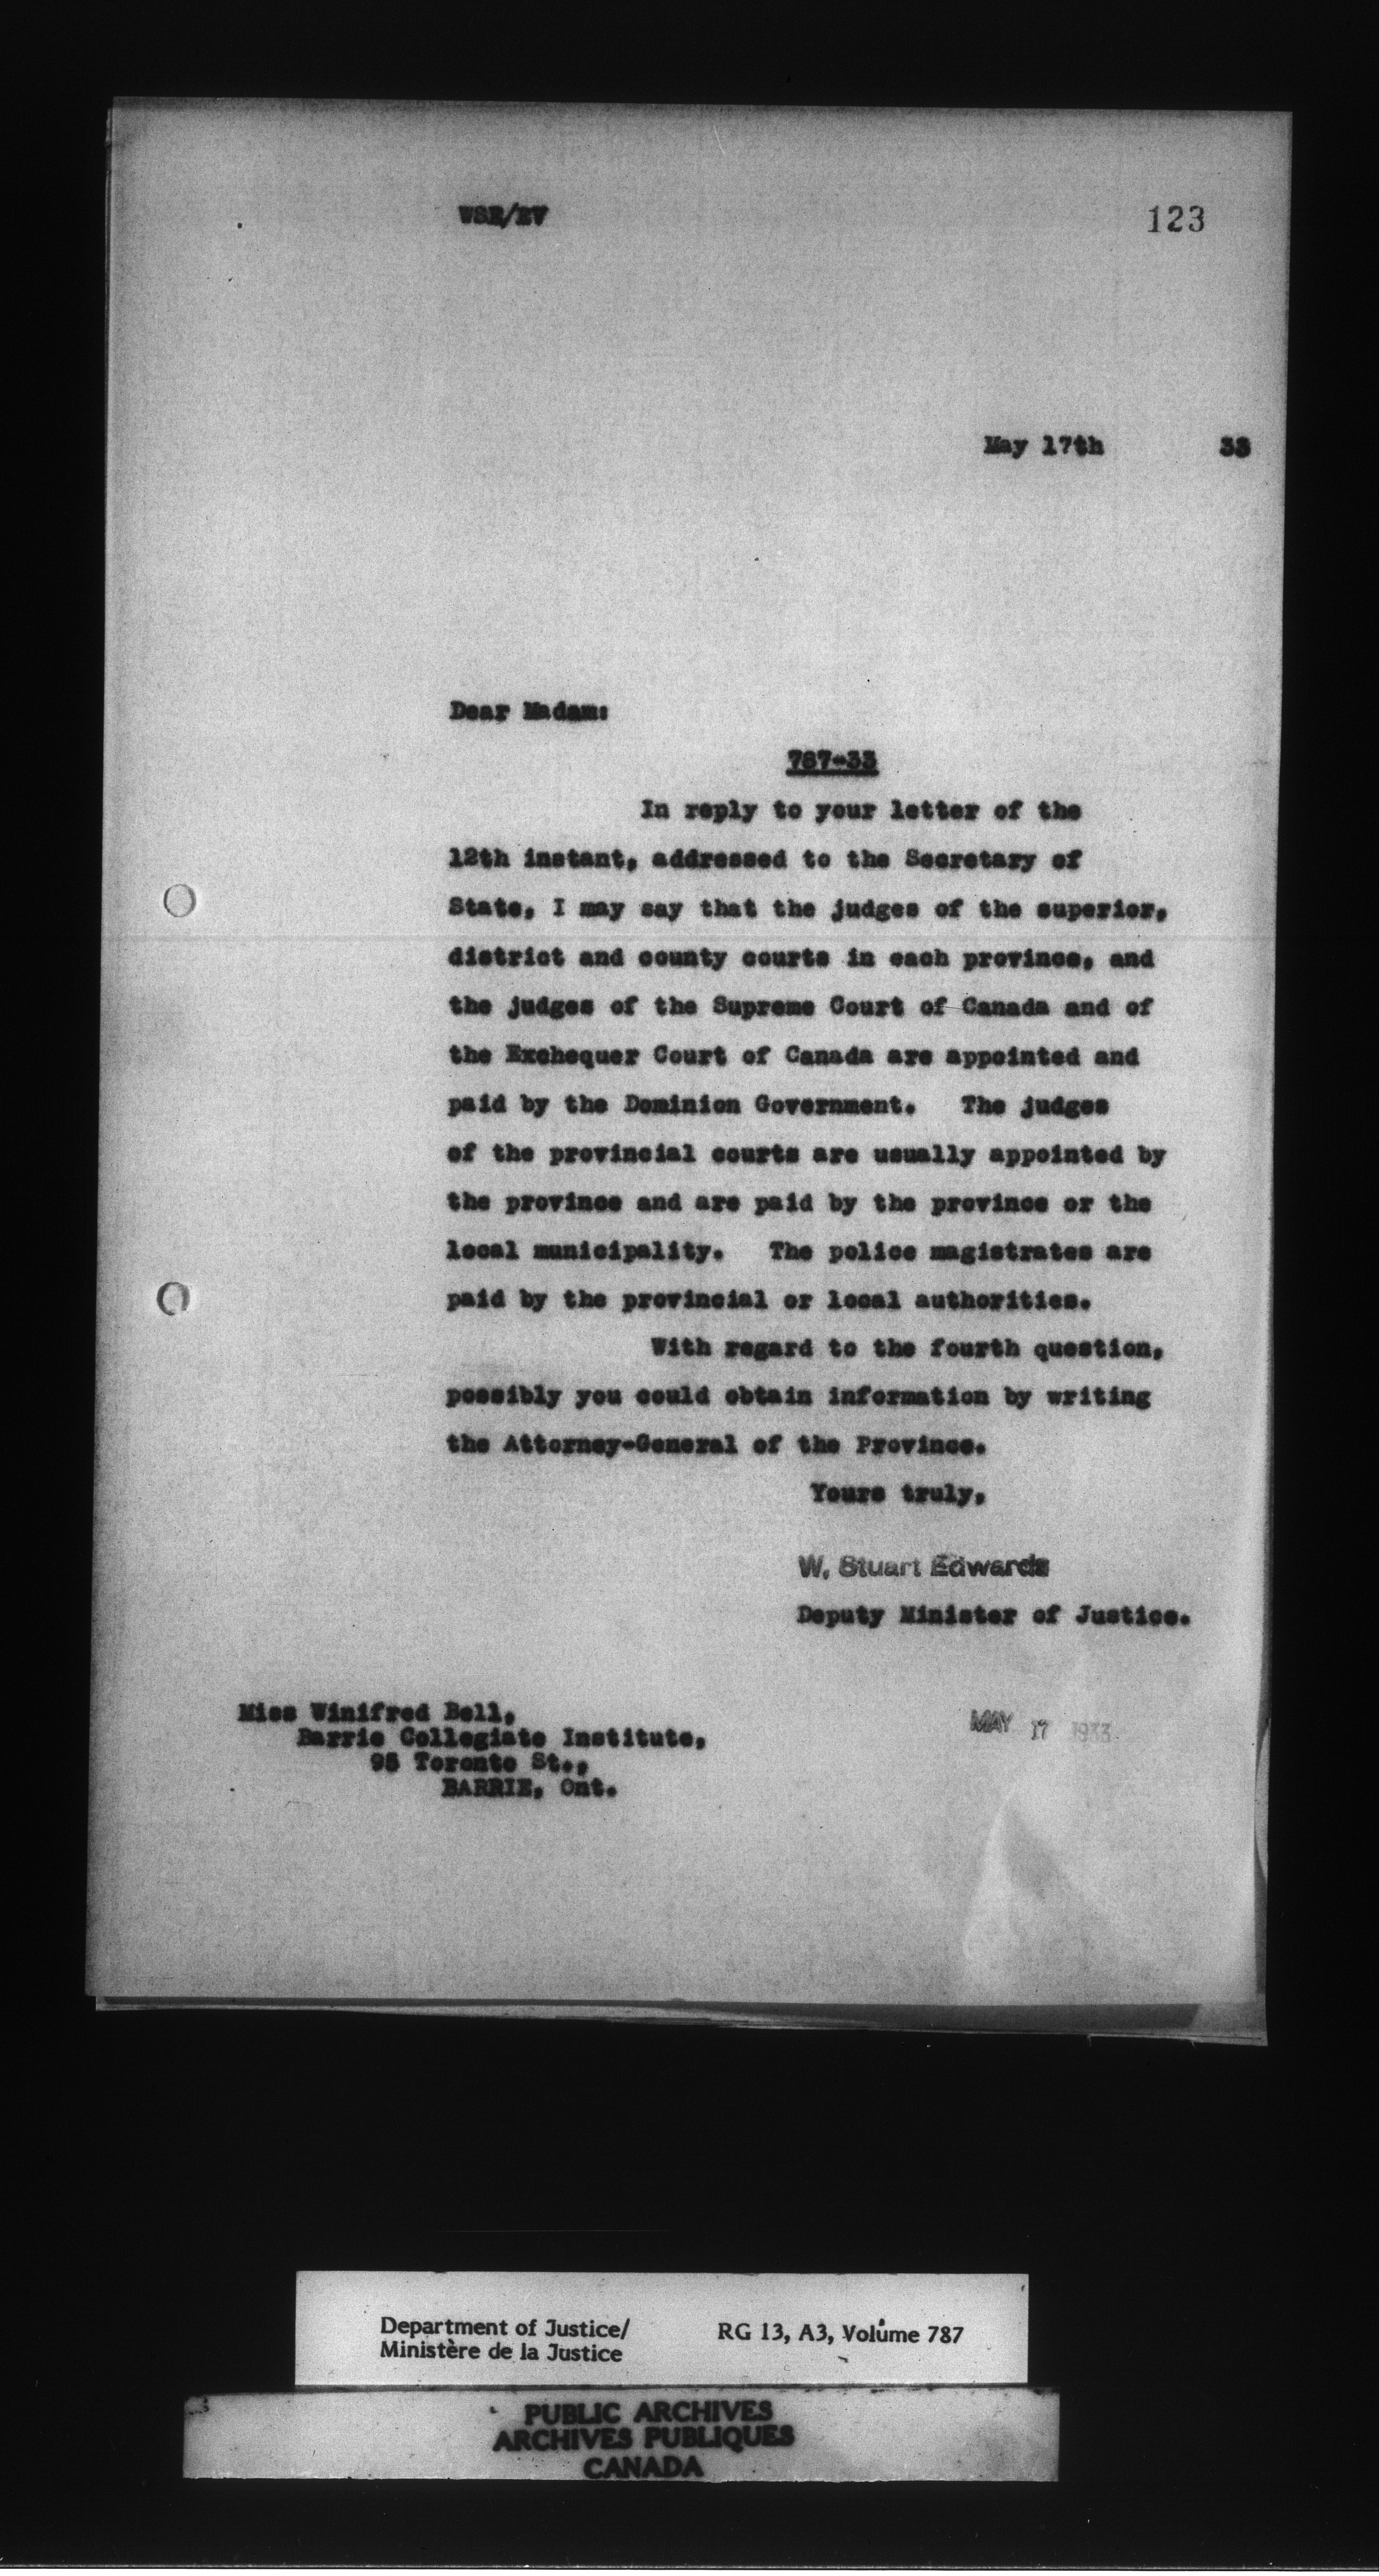 WSE/EV
123
May 17th 33
Dear Madam:
787-33
In reply to your letter of the
12th instant, addressed to the Secretary of
State, I may say that the judges of the superior,
district and county courts in each province, and
the judges of the Supreme Court of Canada and of
the Exchequer Court of Canada are appointed and
paid by the Dominion Government. The judges
of the provincial courts are usually appointed by
the province and are paid by the province or the
local municipality. The police magistrates are
paid by the provincial or local authorities.
With regard to the fourth question,
possibly you could obtain information by writing
the Attorney-General of the Province.
Yours truly,
W. Stuart Edwards
Deputy Minister of Justice.
Miss Winifred Bell,
Barrie Collegiate Institute,
95 Toronto St.,
BARRIE, Ont.
MAY 17 1933
Department of Justice/
Ministère de la Justice
RG 13, A3, Volume 787
PUBLIC ARCHIVES
ARCHIVES PUBLIQUES
CANADA